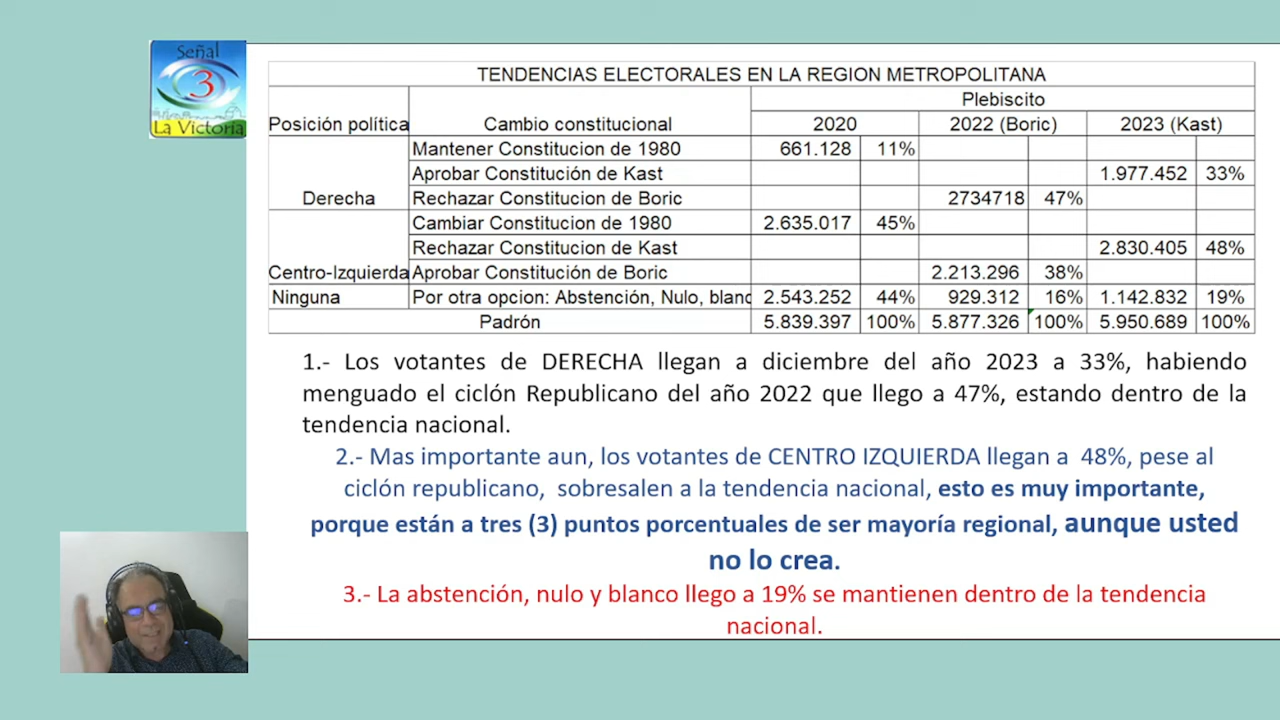 Señal
3
La Victoria
TENDENCIAS ELECTORALES EN LA REGION METROPOLITANA
Plebiscito
Posición política Cambio constitucional 2020 2022 (Boric) 2023 (Kast)
Mantener Constitucion de 1980 661.128 11%
Aprobar Constitución de Kast 1.977.452 33%
Derecha Rechazar Constitucion de Boric 2734718 47%
Cambiar Constitucion de 1980 2.635.017 45%
Rechazar Constitucion de Kast 2.830.405 48%
Centro-Izquierda Aprobar Constitución de Boric 2.213.296 38%
Ninguna Por otra opcion: Abstención, Nulo, blanc 2.543.252 44% 929.312 16% 1.142.832 19%
Padrón 5.839.397 100% 5.877.326 100% 5.950.689 100%
1.- Los votantes de DERECHA llegan a diciembre del año 2023 a 33%, habiendo
menguado el ciclón Republicano del año 2022 que llego a 47%, estando dentro de la
tendencia nacional.
2.- Mas importante aun, los votantes de CENTRO IZQUIERDA llegan a 48%, pese al
ciclón republicano, sobresalen a la tendencia nacional, esto es muy importante,
porque están a tres (3) puntos porcentuales de ser mayoría regional, aunque usted
no lo crea.
3.- La abstención, nulo y blanco llego a 19% se mantienen dentro de la tendencia
nacional.